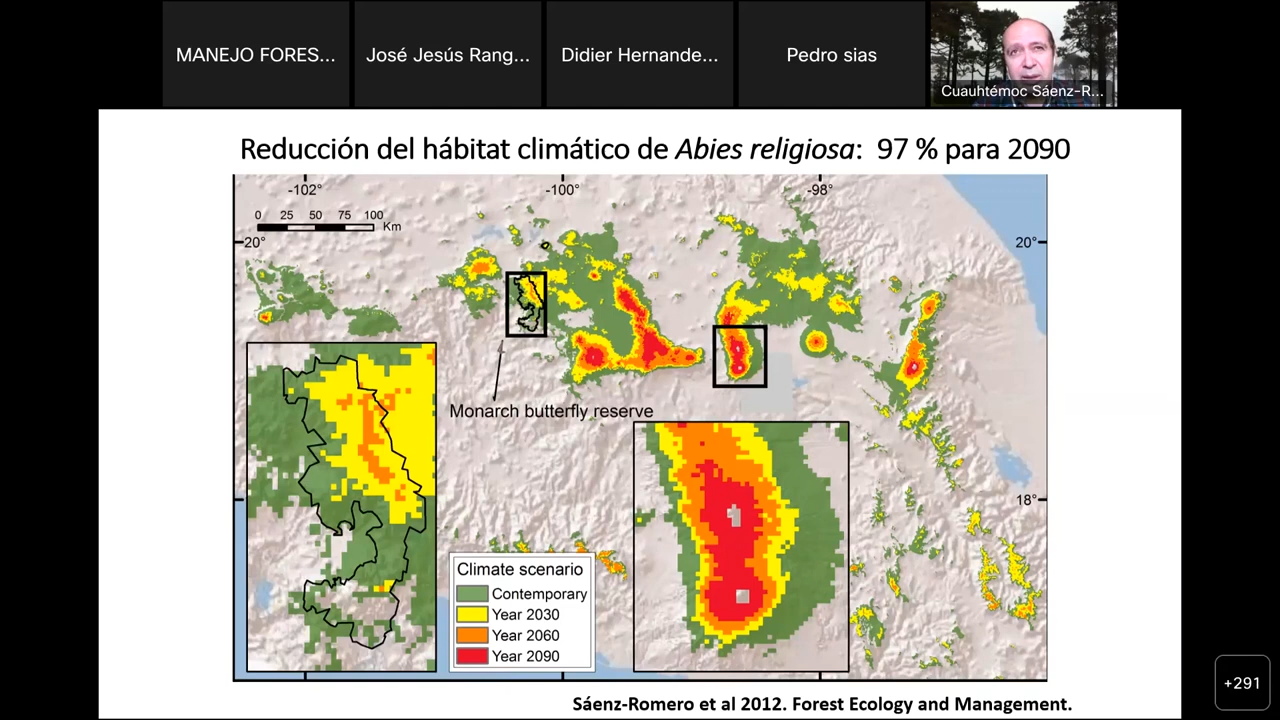 MANEJO FORES...
José Jesús Rang...
Didier Hernande...
Pedro sias
Cuauhtémoc Sáenz-R...
Reducción del hábitat climático de Abies religiosa: 97 % para 2090
-102°
-100°
-98°
0 25 50 75 100
Km
20°
20°
Monarch butterfly reserve
18°
Climate scenario
Contemporary
Year 2030
Year 2060
Year 2090
Sáenz-Romero et al 2012. Forest Ecology and Management.
+291